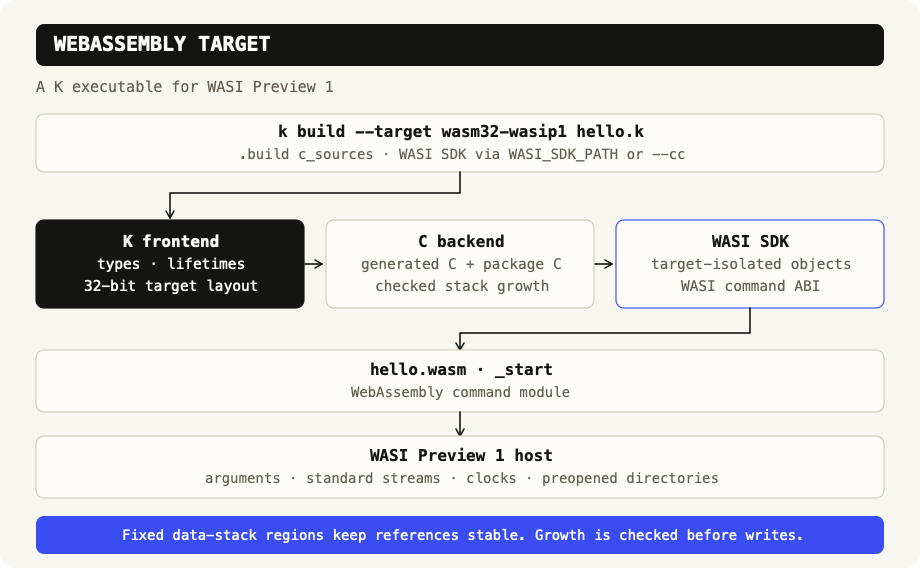 WEBASSEMBLY TARGET
A K executable for WASI Preview 1
k build --target wasm32-wasip1 hello.k
.build c_sources · WASI SDK via WASI_SDK_PATH or --cc
K frontend
types · lifetimes
32-bit target layout
C backend
generated C + package C
checked stack growth
WASI SDK
target-isolated objects
WASI command ABI
hello.wasm · _start
WebAssembly command module
WASI Preview 1 host
arguments · standard streams · clocks · preopened directories
Fixed data-stack regions keep references stable. Growth is checked before writes.